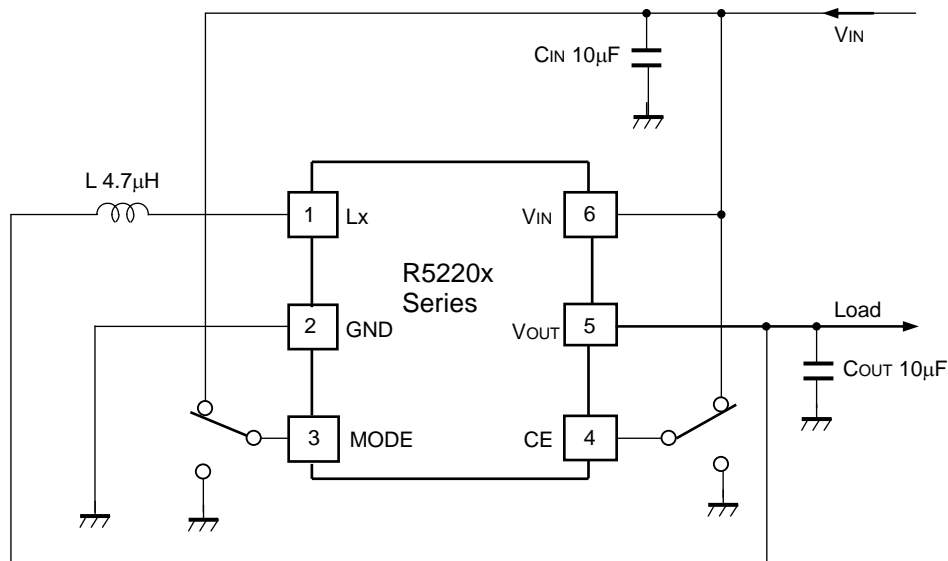 VIN
CIN 10μF
L 4.7μH
1 Lx
VIN 6
R5220x
Series
2 GND
VOUT 5
Load
COUT 10μF
3 MODE
CE 4